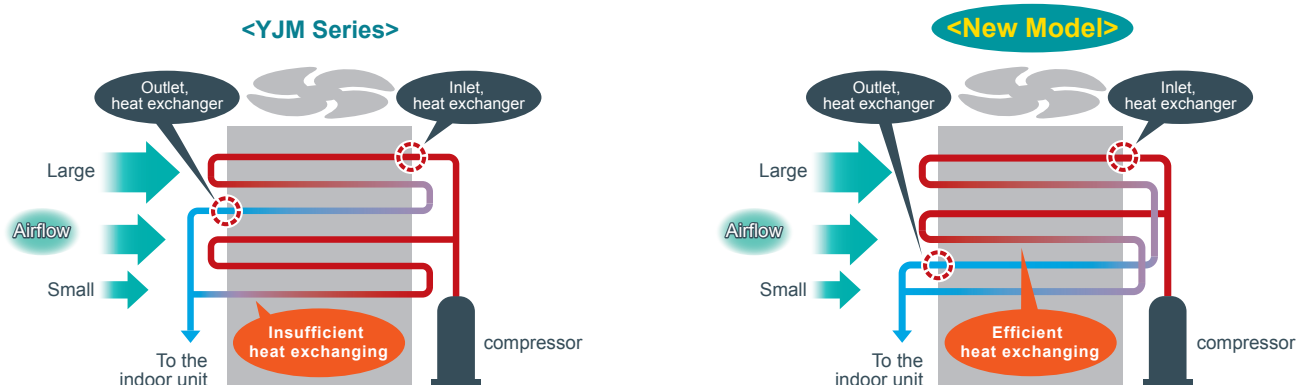 <YJM Series>
Outlet,
heat exchanger
Inlet,
heat exchanger
Large
Airflow
Small
Insufficient
heat exchanging
compressor
To the
indoor unit
<New Model>
Outlet,
heat exchanger
Inlet,
heat exchanger
Large
Airflow
Small
Efficient
heat exchanging
compressor
To the
indoor unit